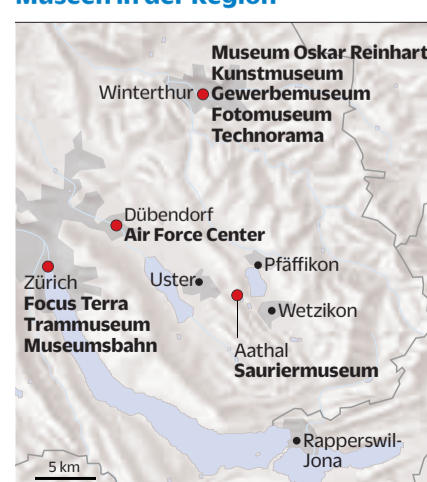 Museen in der Region
Museum Oskar Reinhart
Kunstmuseum
Winterthur
Gewerbemuseum
Fotomuseum
Technorama
Dübendorf
Air Force Center
Zürich
Focus Terra
Trammuseum
Museumsbahn
Uster
Pfäffikon
Wetzikon
Aathal
Sauriermuseum
Rapperswil-
Jona
5 km